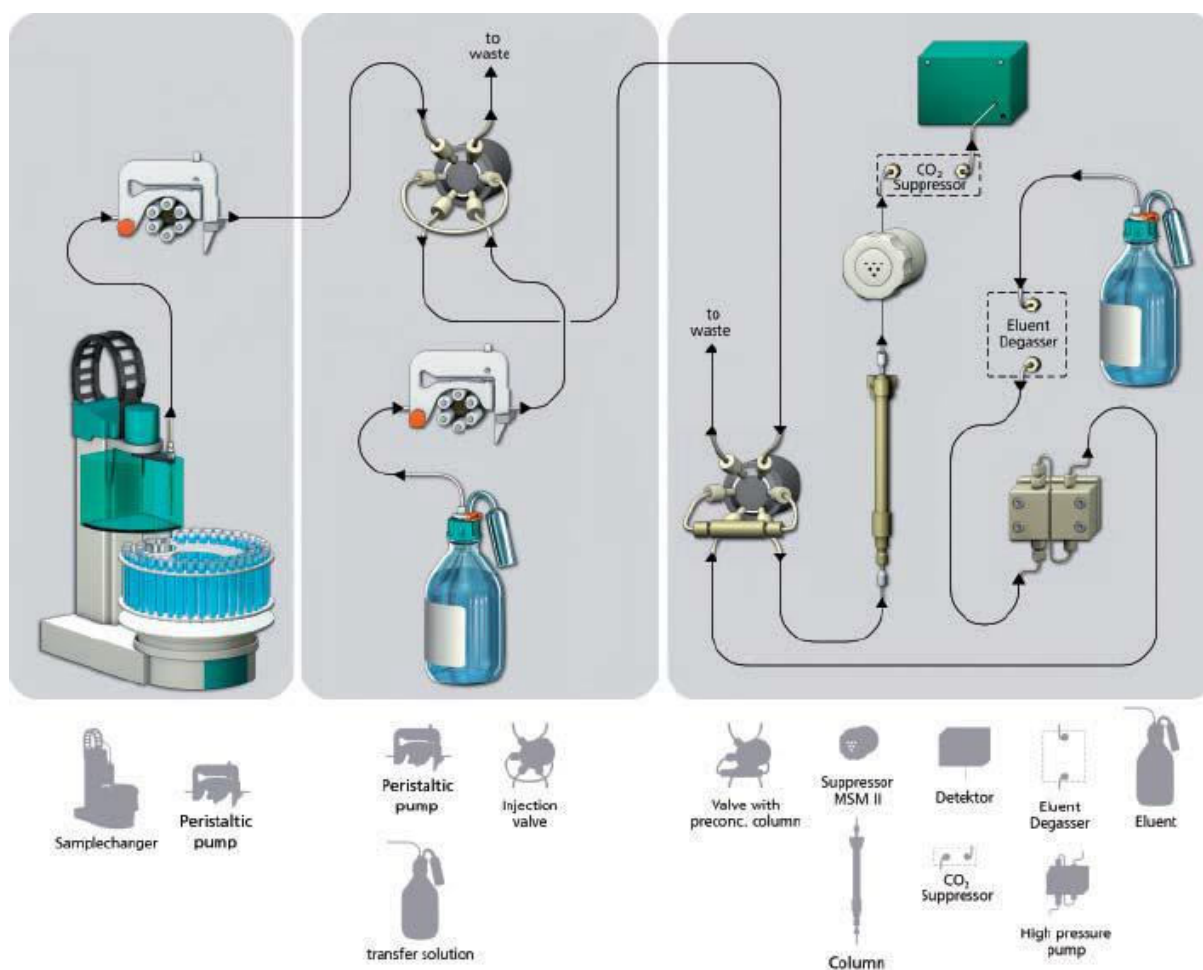 to
waste
CO₂
Suppressor
Eluent
Degasser
to
waste
Samplechanger
Peristaltic
pump
Peristaltic
pump
Injection
valve
transfer solution
Valve with
preconc. column
Suppressor
MSM II
Column
Detektor
CO₂
Suppressor
Eluent
Degasser
High pressure
pump
Eluent